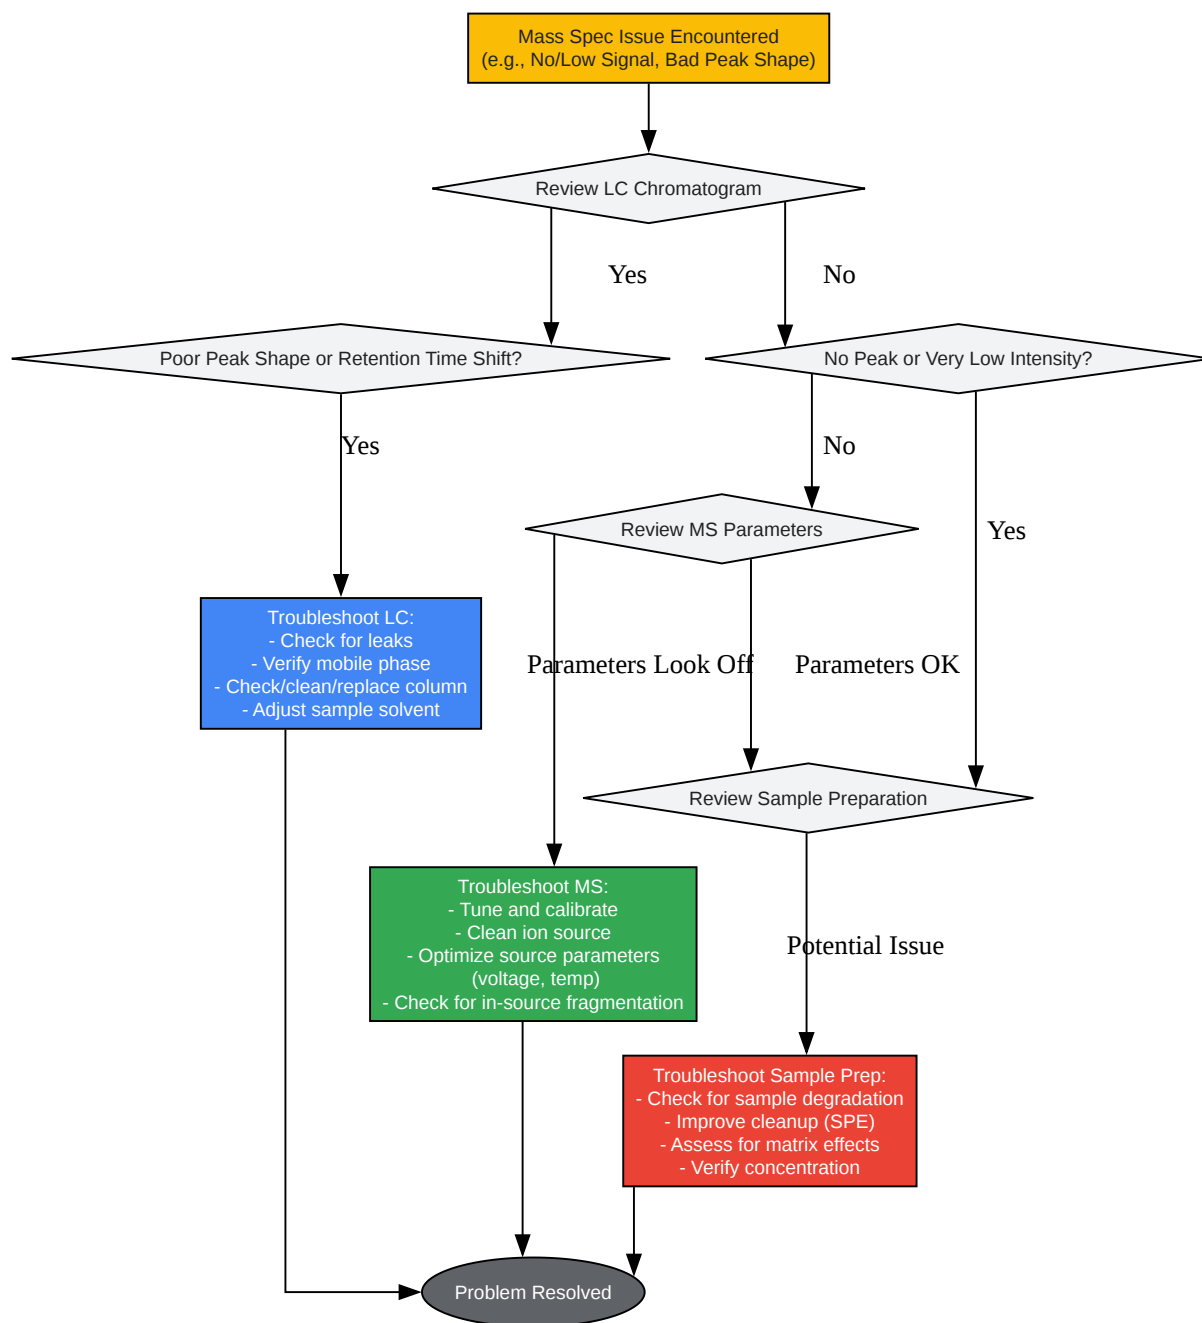 Mass Spec Issue Encountered
(e.g., No/Low Signal, Bad Peak Shape)
Review LC Chromatogram
Yes
No
Poor Peak Shape or Retention Time Shift?
No Peak or Very Low Intensity?
Yes
No
Review MS Parameters
Yes
Troubleshoot LC:
- Check for leaks
- Verify mobile phase
- Check/clean/replace column
- Adjust sample solvent
Parameters Look Off
Parameters OK
Review Sample Preparation
Troubleshoot MS:
- Tune and calibrate
- Clean ion source
- Optimize source parameters
(voltage, temp)
- Check for in-source fragmentation
Potential Issue
Troubleshoot Sample Prep:
- Check for sample degradation
- Improve cleanup (SPE)
- Assess for matrix effects
- Verify concentration
Problem Resolved